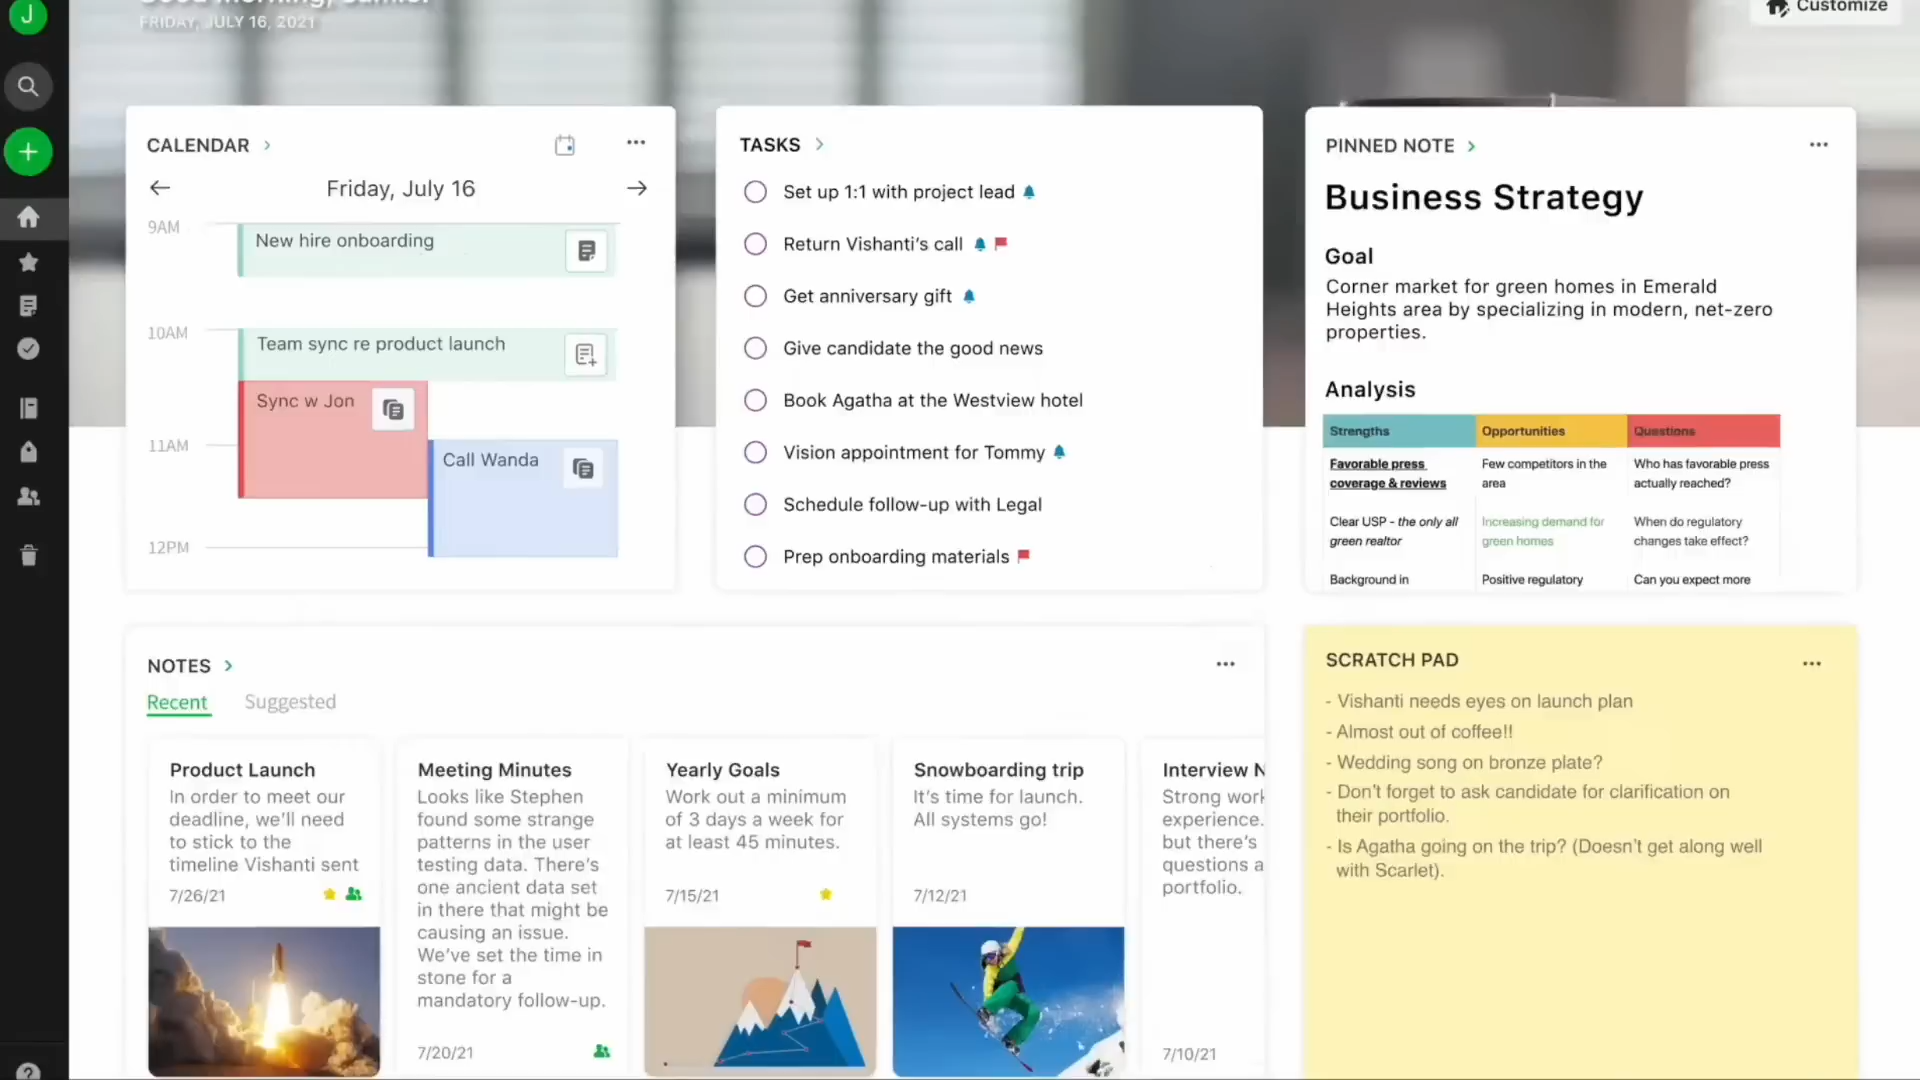 J
FRIDAY, JULY 16, 2021
Customize
CALENDAR
Friday, July 16
9AM
New hire onboarding
10AM
Team sync re product launch
Sync w Jon
11AM
Call Wanda
12PM
TASKS
Set up 1:1 with project lead
Return Vishanti's call
Get anniversary gift
Give candidate the good news
Book Agatha at the Westview hotel
Vision appointment for Tommy
Schedule follow-up with Legal
Prep onboarding materials
PINNED NOTE
Business Strategy
Goal
Corner market for green homes in Emerald
Heights area by specializing in modern, net-zero
properties.
Analysis
Strengths
Opportunities
Questions
Favorable press
coverage & reviews
Few competitors in the
area
Who has favorable press
actually reached?
Clear USP - the only all
green realtor
Increasing demand for
green homes
When do regulatory
changes take effect?
Background in
Positive regulatory
Can you expect more
NOTES
Recent
Suggested
Product Launch
In order to meet our
deadline, we'll need
to stick to the
timeline Vishanti sent
7/26/21
Meeting Minutes
Looks like Stephen
found some strange
patterns in the user
testing data. There's
one ancient data set
in there that might be
causing an issue.
We've set the time in
stone for a
mandatory follow-up.
7/20/21
Yearly Goals
Work out a minimum
of 3 days a week for
at least 45 minutes.
7/15/21
Snowboarding trip
It's time for launch.
All systems go!
7/12/21
Interview N
Strong work
experience.
but there's
questions a
portfolio.
7/10/21
SCRATCH PAD
- Vishanti needs eyes on launch plan
- Almost out of coffee!!
- Wedding song on bronze plate?
- Don't forget to ask candidate for clarification on
their portfolio.
- Is Agatha going on the trip? (Doesn't get along well
with Scarlet).